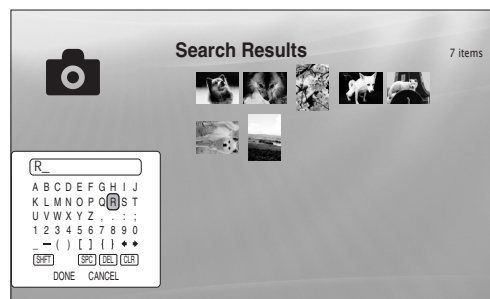 Search Results
7 items
R_
A B C D E F G H I J
K L M N O P Q R S T
U V W X Y Z , . : ;
1 2 3 4 5 6 7 8 9 0
_ – ( ) [ ] { }
SHFT SPC DEL CLR
DONE CANCEL